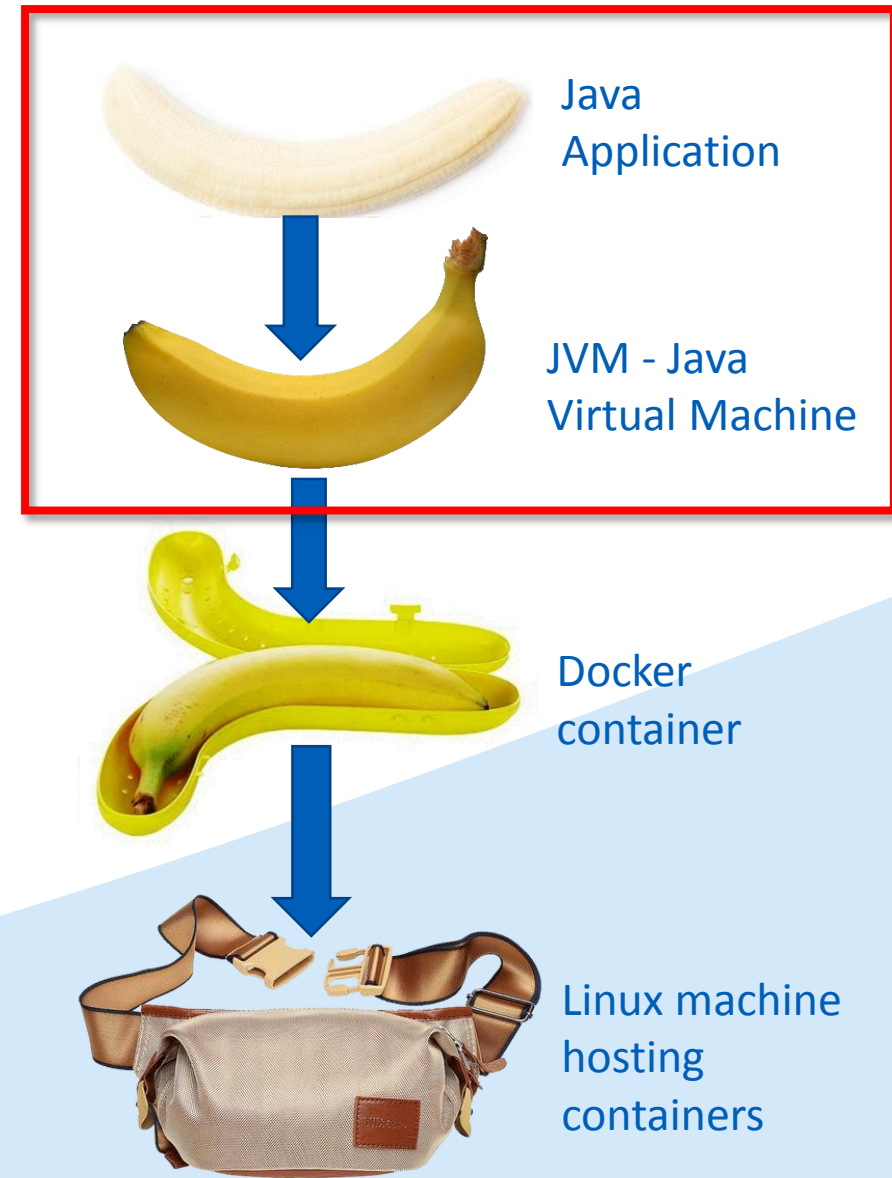 Java
Application
JVM - Java
Virtual Machine
Docker
container
Linux machine
hosting
containers